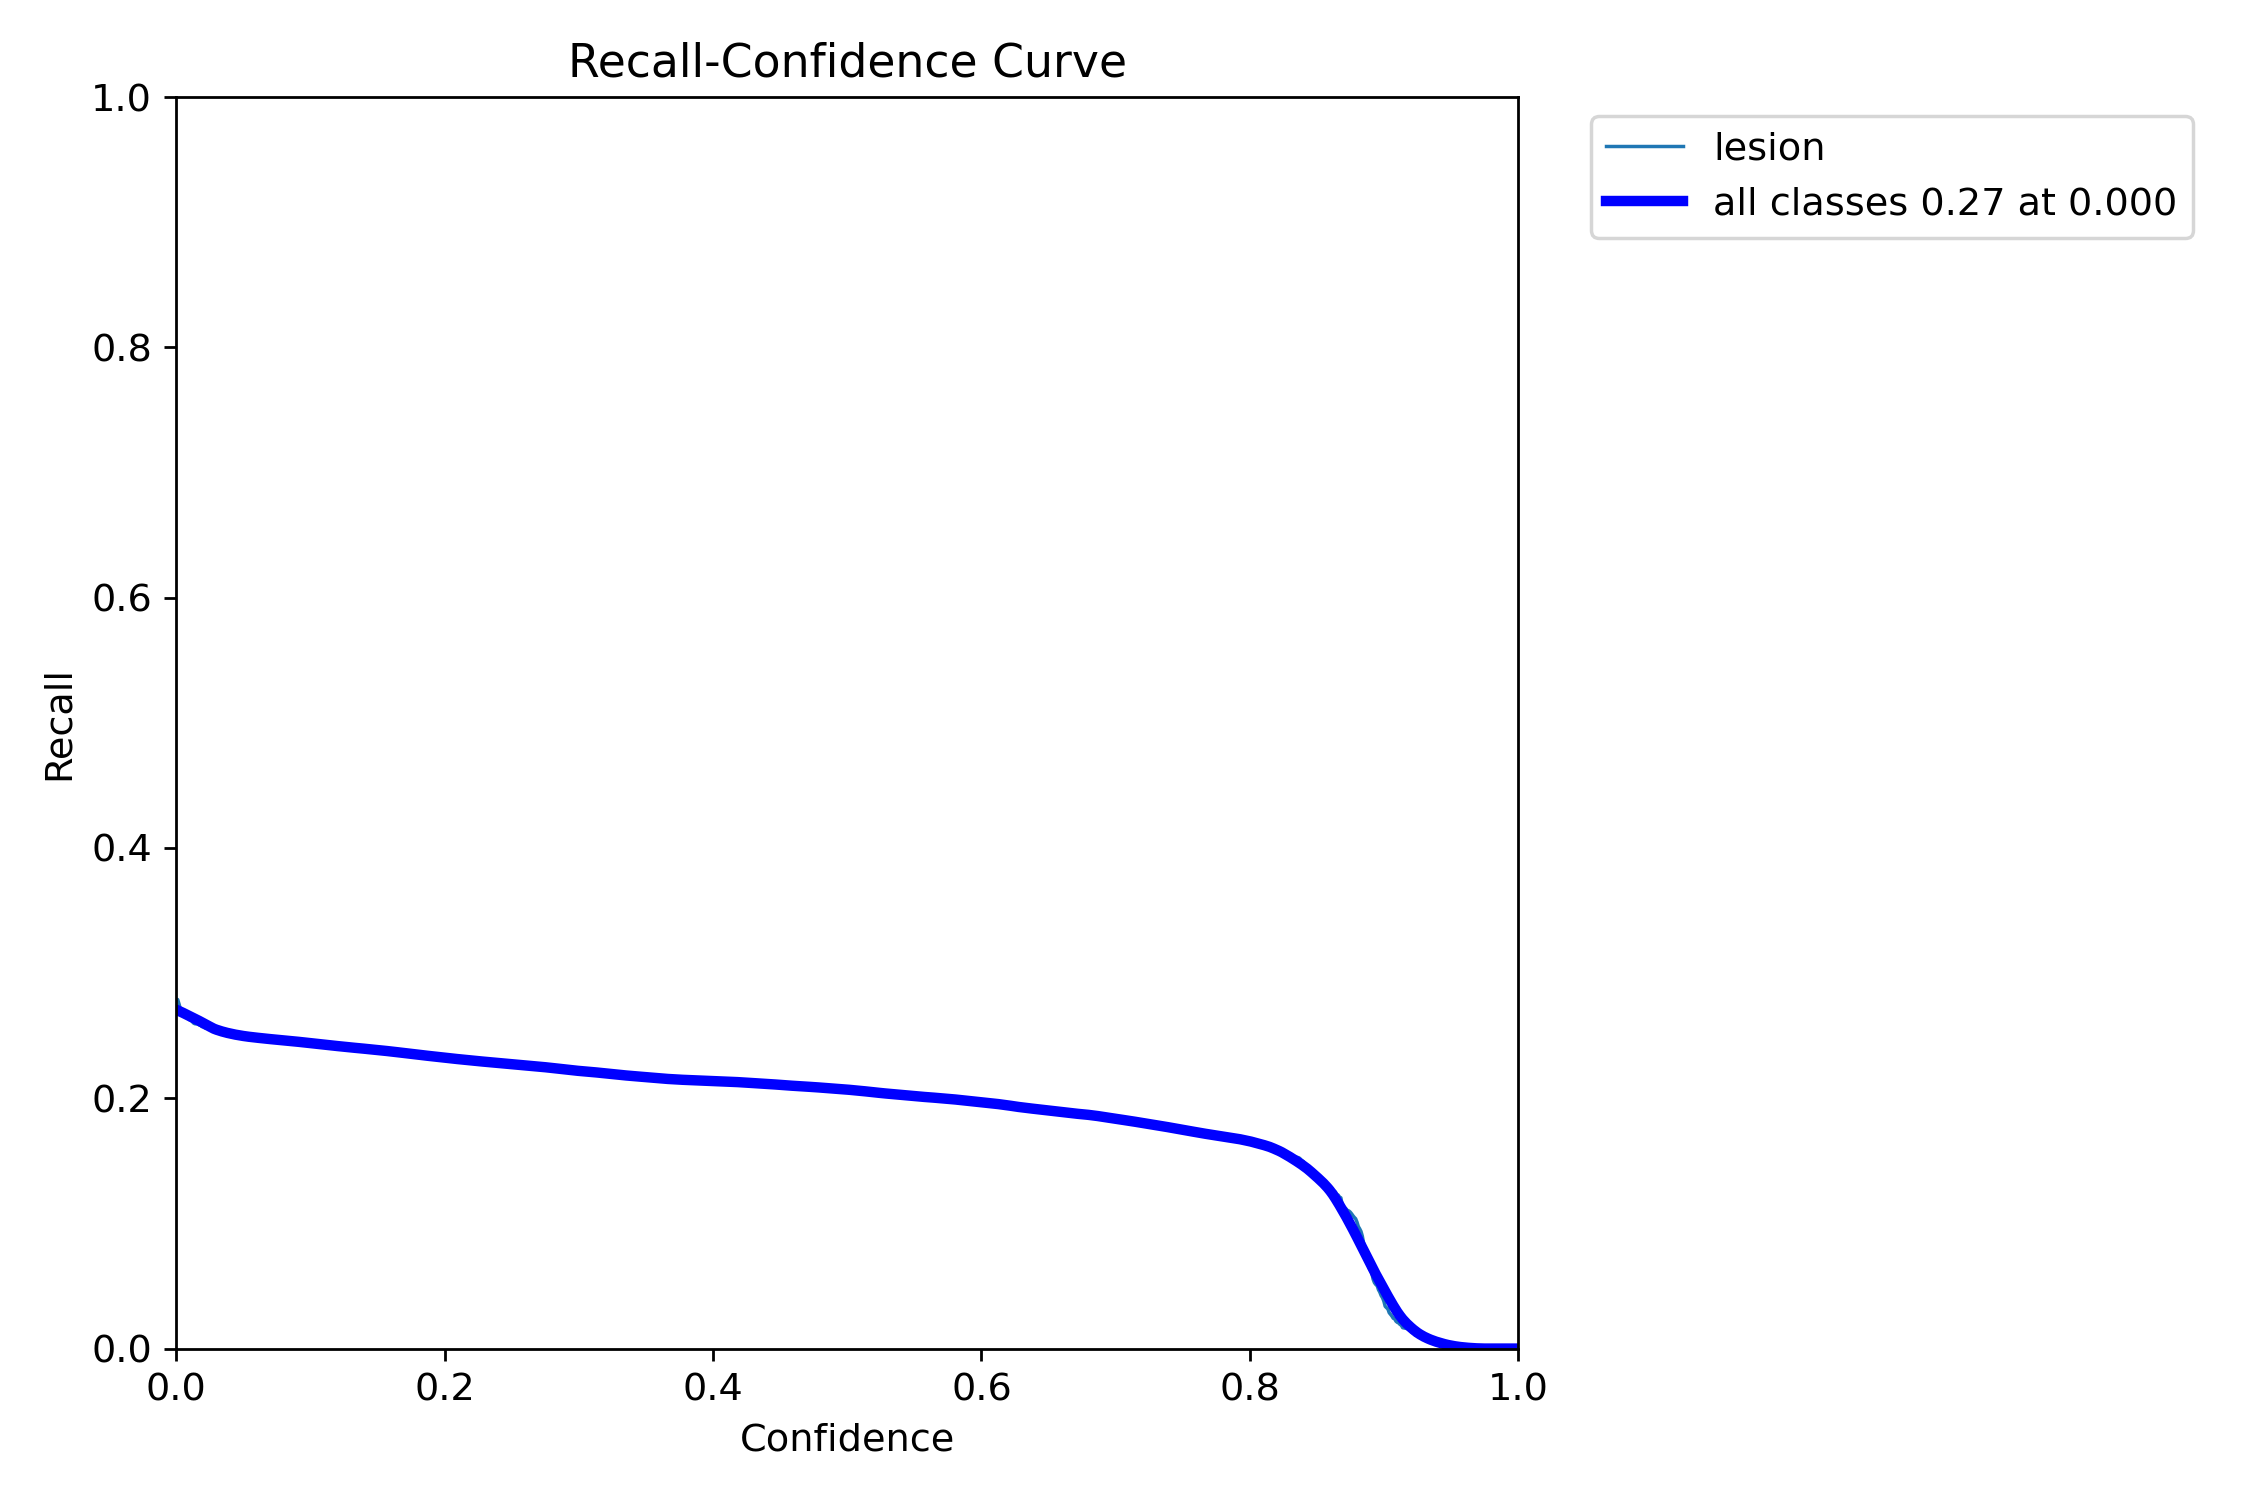 Recall-Confidence Curve
1.0
0.8
0.6
0.4
0.2
0.0
Recall
0.0 0.2 0.4 0.6 0.8 1.0
Confidence
lesion
all classes 0.27 at 0.000